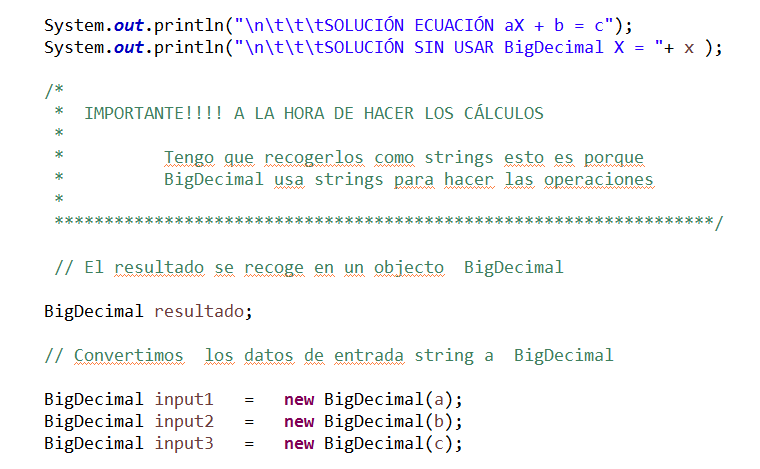 System.out.println("\n\t\t\tSOLUCIÓN ECUACIÓN aX + b = c");
System.out.println("\n\t\t\tSOLUCIÓN SIN USAR BigDecimal X = "+ x );
/*
* IMPORTANTE!!!! A LA HORA DE HACER LOS CÁLCULOS
*
* Tengo que recogerlos como strings esto es porque
* BigDecimal usa strings para hacer las operaciones
*
******************************************************************/
// El resultado se recoge en un objecto BigDecimal
BigDecimal resultado;
// Convertimos los datos de entrada string a BigDecimal
BigDecimal input1 = new BigDecimal(a);
BigDecimal input2 = new BigDecimal(b);
BigDecimal input3 = new BigDecimal(c);